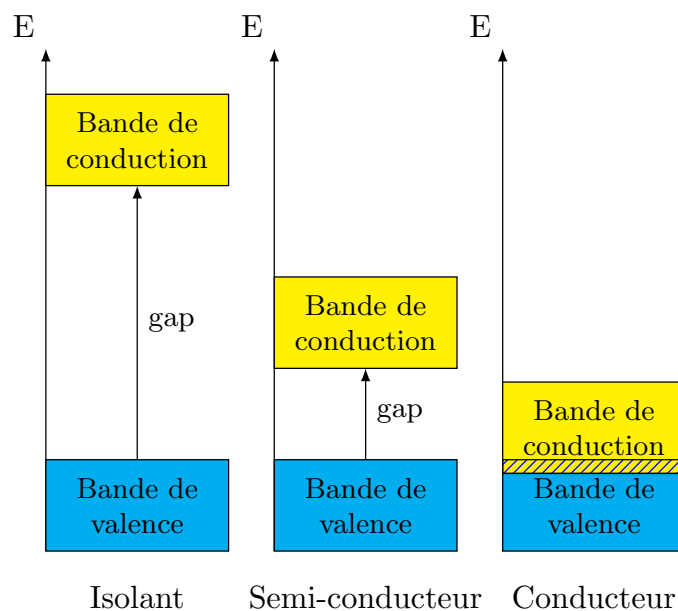 E
E
E
Bande de
conduction
gap
Bande de
valence
Isolant
Bande de
conduction
gap
Bande de
valence
Semi-conducteur
Bande de
conduction
Bande de
valence
Conducteur